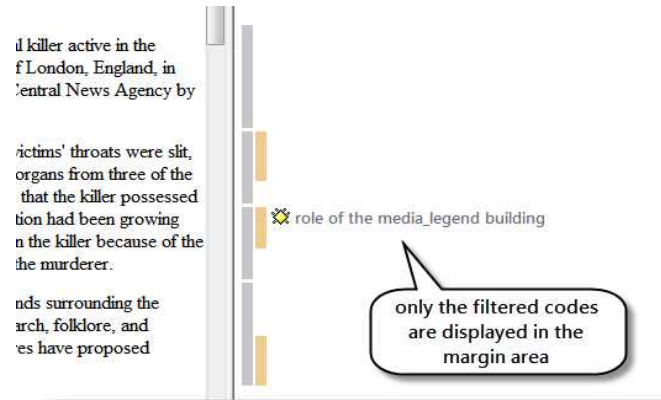 l killer active in the
f London, England, in
Central News Agency by
victims' throats were slit,
organs from three of the
that the killer possessed
tion had been growing
n the killer because of the
the murderer.
nds surrounding the
arch, folklore, and
es have proposed
role of the media_legend building
only the filtered codes
are displayed in the
margin area